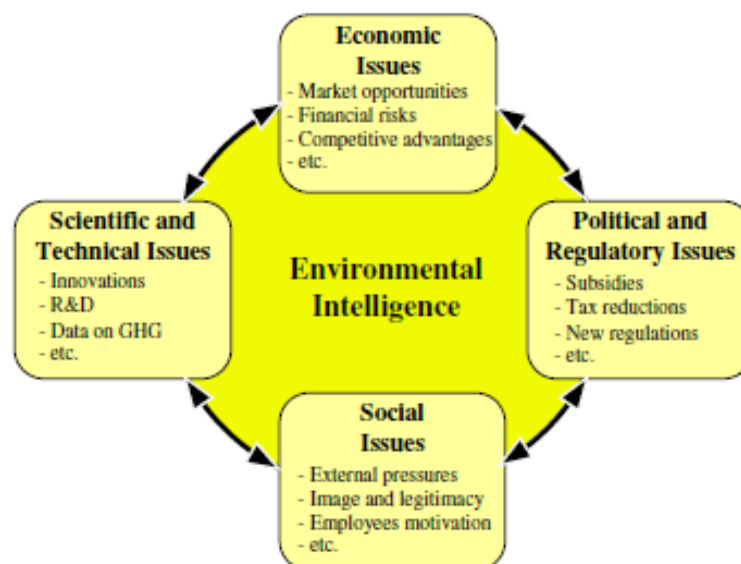 Economic
Issues
- Market opportunities
- Financial risks
- Competitive advantages
- etc.
Scientific and
Technical Issues
- Innovations
- R&D
- Data on GHG
- etc.
Environmental
Intelligence
Political and
Regulatory Issues
- Subsidies
- Tax reductions
- New regulations
- etc.
Social
Issues
- External pressures
- Image and legitimacy
- Employees motivation
- etc.